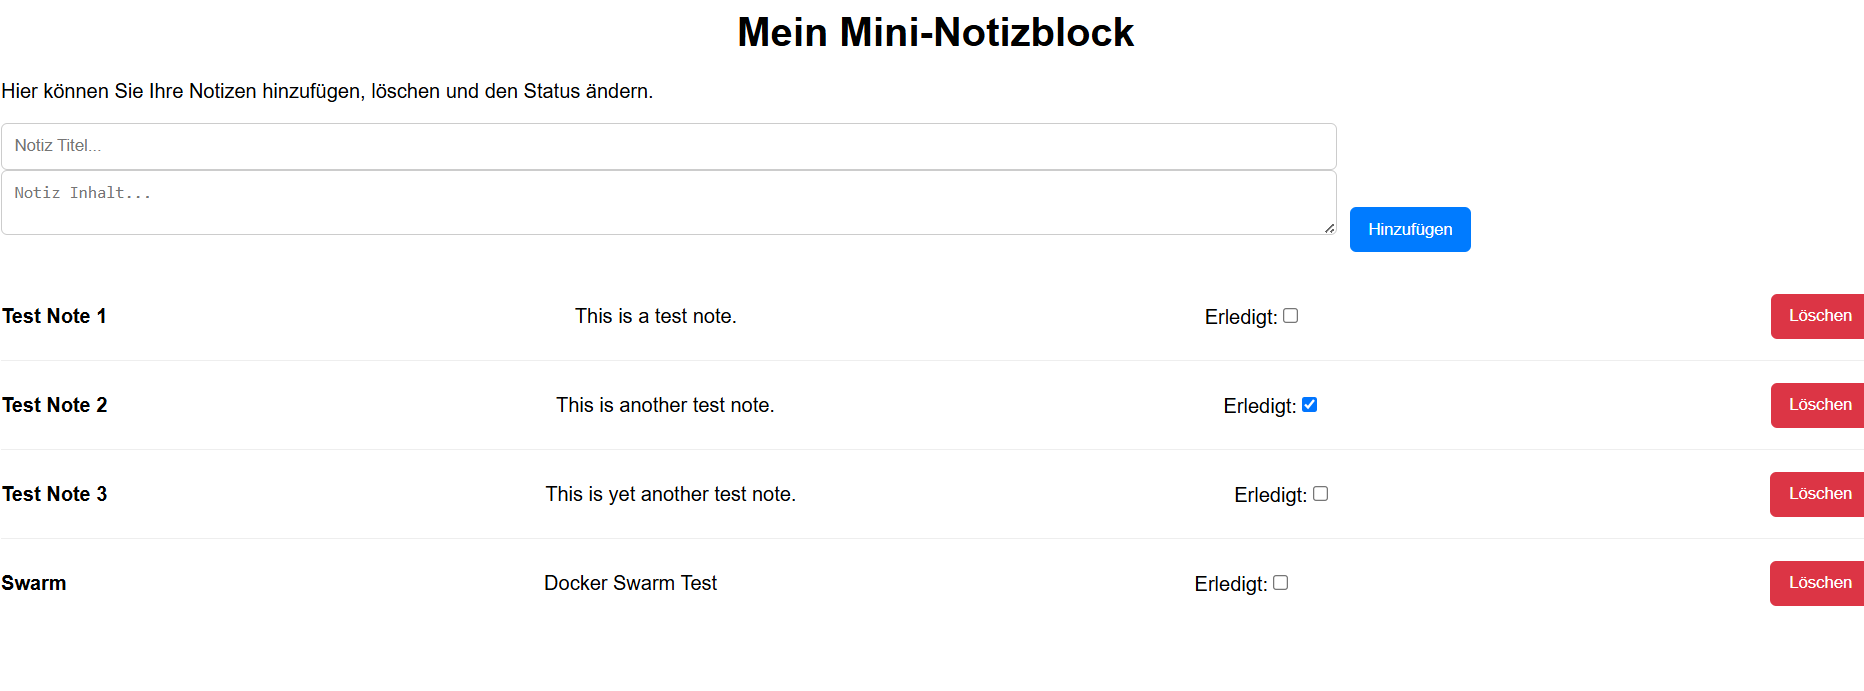 Mein Mini-Notizblock
Hier können Sie Ihre Notizen hinzufügen, löschen und den Status ändern.
Notiz Titel...
Notiz Inhalt...
Hinzufügen
Test Note 1 This is a test note. Erledigt: Löschen
Test Note 2 This is another test note. Erledigt: Löschen
Test Note 3 This is yet another test note. Erledigt: Löschen
Swarm Docker Swarm Test Erledigt: Löschen